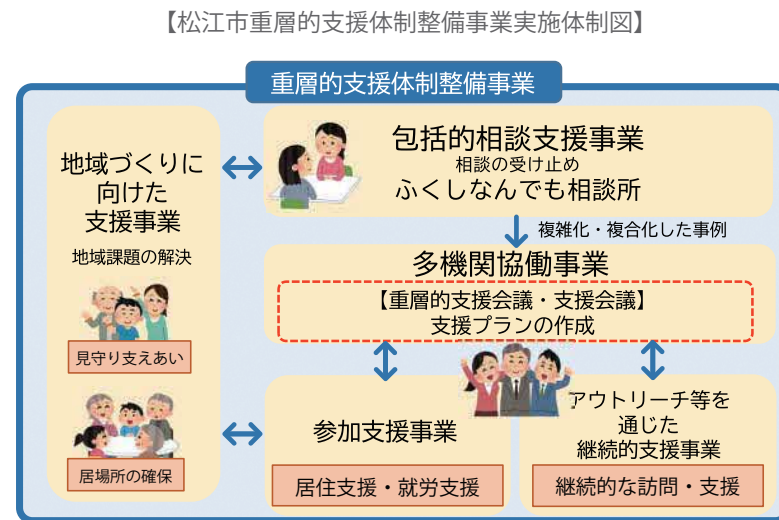 【松江市重層的支援体制整備事業実施体制図】
重層的支援体制整備事業
地域づくりに
向けた
支援事業
地域課題の解決
見守り支えあい
居場所の確保
包括的相談支援事業
相談の受け止め
ふくしなんでも相談所
複雑化・複合化した事例
多機関協働事業
【重層的支援会議・支援会議】
支援プランの作成
参加支援事業
居住支援・就労支援
アウトリーチ等を
通じた
継続的支援事業
継続的な訪問・支援